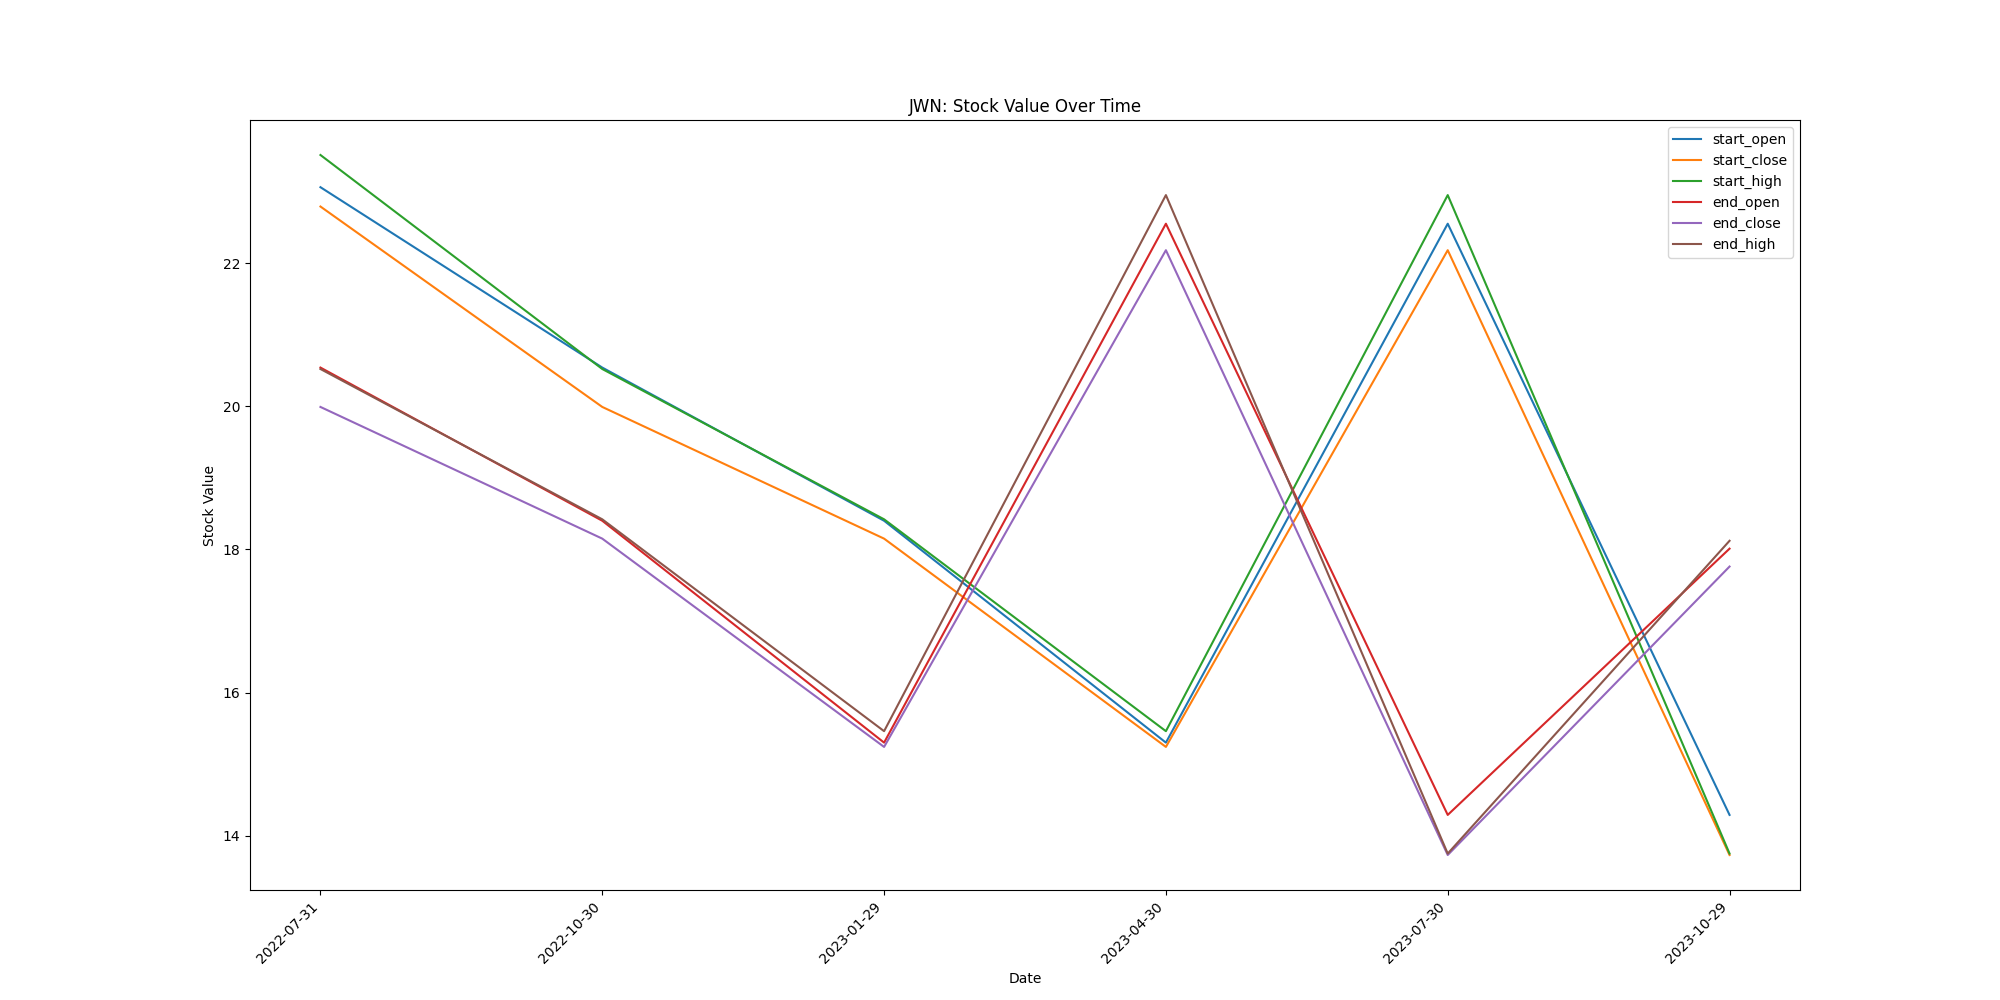 JWN: Stock Value Over Time
start_open
start_close
start_high
end_open
end_close
end_high
Stock Value
22
20
18
16
14
2022-07-31
2022-10-30
2023-01-29
2023-04-30
2023-07-30
2023-10-29
Date